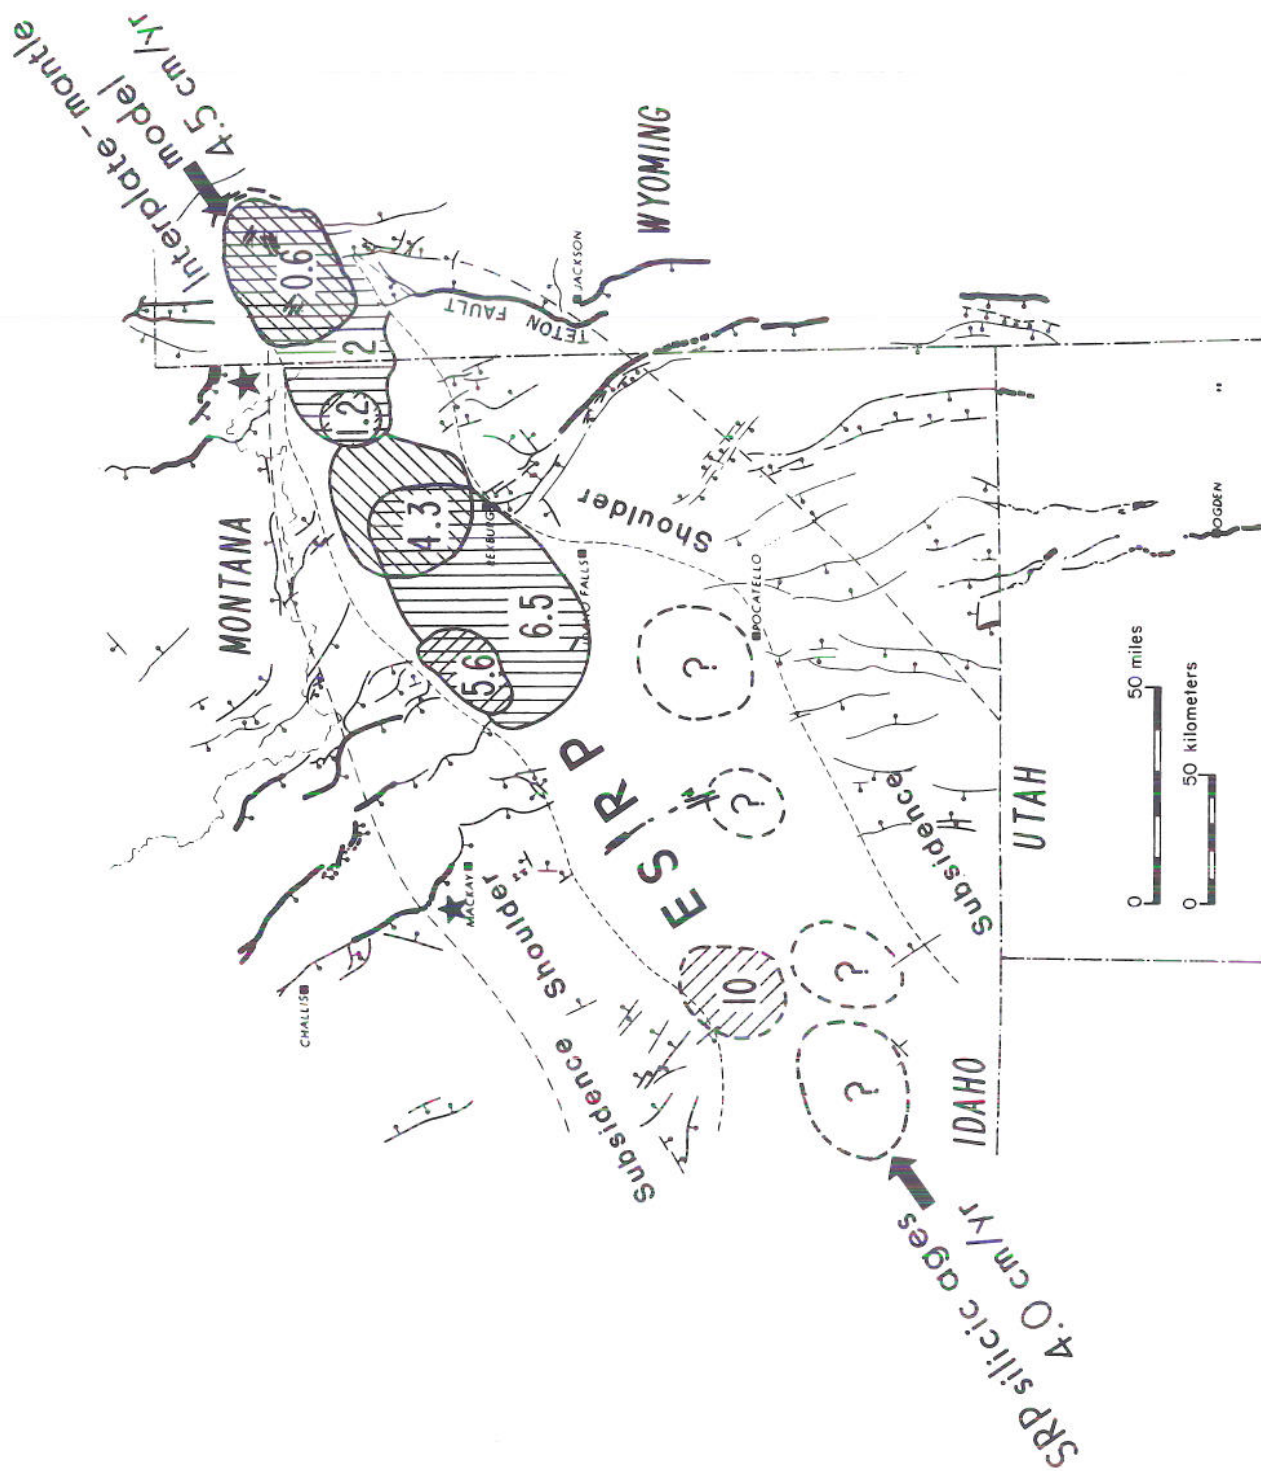 Interplate-mantle
model
4.5 cm/yr
WYOMING
0.6
2
1.2
4.3
6.5
5.6
10
?
?
?
?
TETON FAULT
JACKSON
MONTANA
REXBURG
FALLS
POCATELLO
OGDEN
Shoulder
Subsidence
ESRP
MACKAY
CHALLIS
Shoulder
Subsidence
UTAH
IDAHO
0 50 miles
0 50 kilometers
SRP silicic ages
4.0 cm/yr